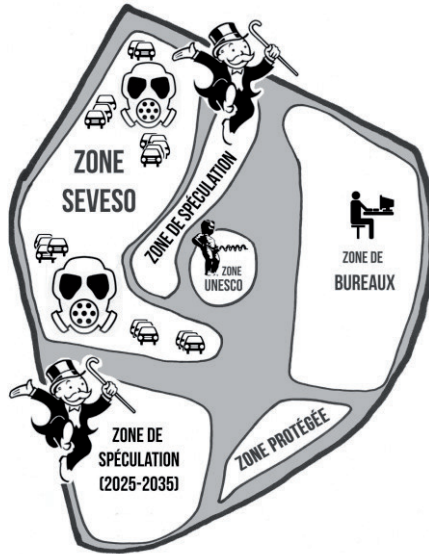 ZONE
SEVESO
ZONE DE SPÉCULATION
ZONE
UNESCO
ZONE DE
BUREAUX
ZONE DE
SPÉCULATION
(2025-2035)
ZONE PROTÉGÉE